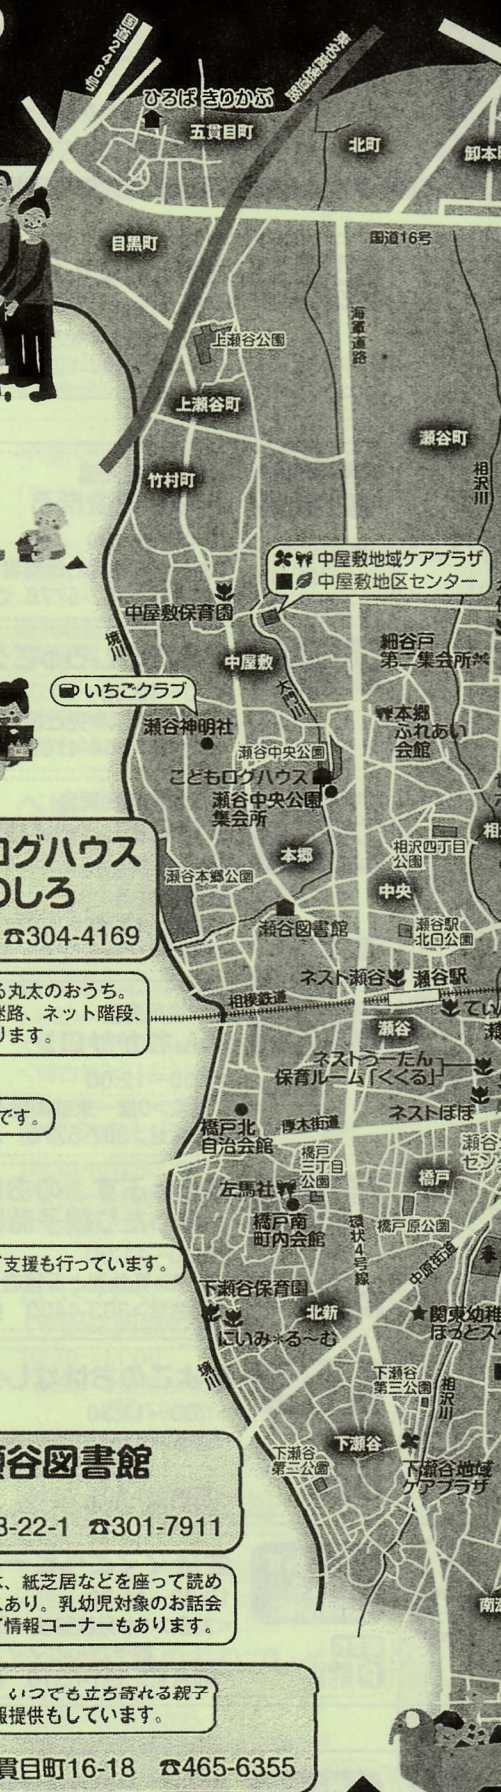 国道246号
東名高速道路
ひろば きりかぶ
五貫目町
北町
卸本町
目黒町
国道16号
上瀬谷公園
海軍道路
上瀬谷町
瀬谷町
竹村町
相沢川
中屋敷地域ケアプラザ
中屋敷地区センター
中屋敷保育園
境川
中屋敷
細谷戸
第二集会所
大門川
いちごクラブ
瀬谷神明社
本郷
ふれあい
会館
瀬谷中央公園
こどもログハウス
瀬谷中央公園
集会所
本郷
相沢四丁目
公園
相
ログハウス
のしろ
☎304-4169
瀬谷本郷公園
中央
瀬谷図書館
瀬谷駅
北口公園
る丸太のおうち。
迷路、ネット階段、
ります。
ネスト瀬谷
瀬谷駅
相模鉄道
瀬谷
ネストうーたん
保育ルーム「くくる」
ネストぽぽ
です。
橋戸北
自治会館
厚木街道
橋戸
三丁目
公園
瀬谷
セン
橋戸
左馬社
橋戸南
町内会館
環状4号線
橋戸原公園
中原街道
支援も行っています。
下瀬谷保育園
北新
関東幼稚
ほっとス
にいみ*る〜む
境川
下瀬谷
第三公園
相沢川
下瀬谷
下瀬谷
第二公園
下瀬谷地域
ケアプラザ
瀬谷図書館
3-22-1 ☎301-7911
、紙芝居などを座って読め
あり。乳幼児対象のお話会
情報コーナーもあります。
南瀬
いつでも立ち寄れる親子
報提供もしています。
貫目町16-18 ☎465-6355